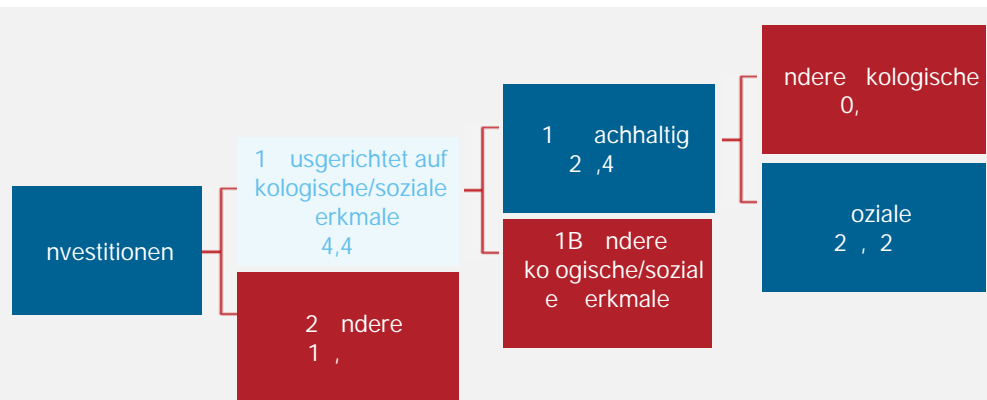 nvestitionen
1 usgerichtet auf
kologische/soziale
erkmale
4,4
2 ndere
1 ,
1 achhaltig
2 ,4
1B ndere
ko ogische/sozial
e erkmale
ndere kologische
0,
oziale
2 , 2